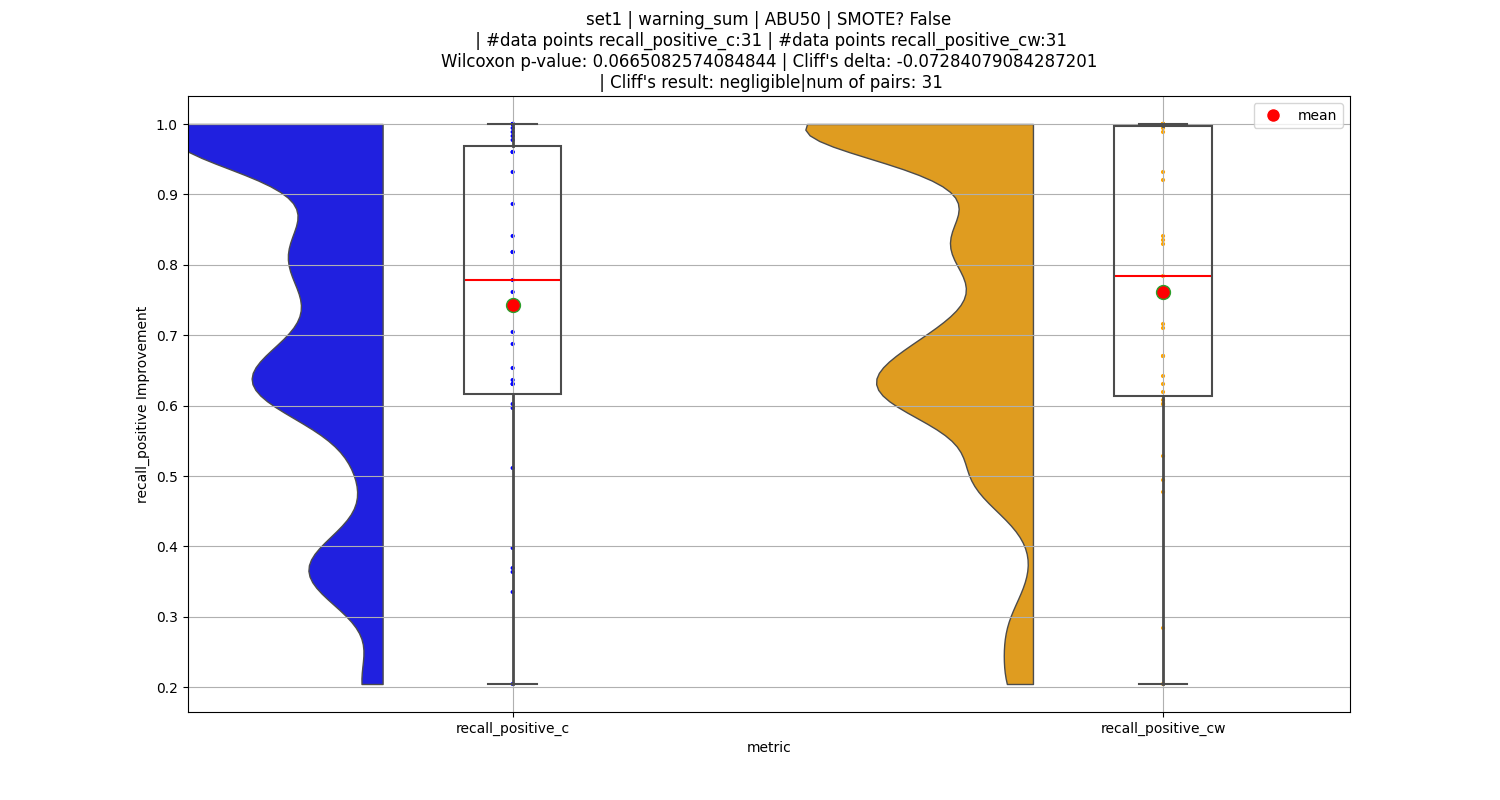 set1 | warning_sum | ABU50 | SMOTE? False
| #data points recall_positive_c:31 | #data points recall_positive_cw:31
Wilcoxon p-value: 0.0665082574084844 | Cliff's delta: -0.07284079084287201
| Cliff's result: negligible|num of pairs: 31
mean
1.0
0.9
0.8
0.7
0.6
0.5
0.4
0.3
0.2
recall_positive Improvement
recall_positive_c
recall_positive_cw
metric